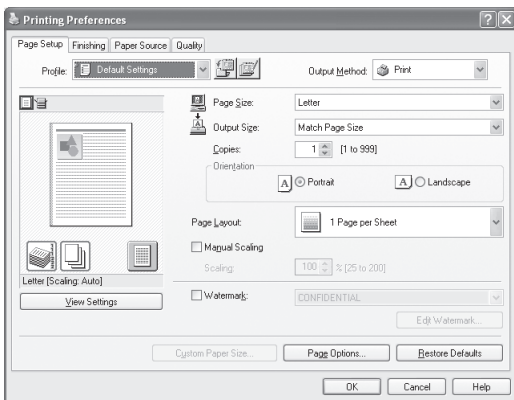 Printing Preferences
Page Setup Finishing Paper Source Quality
Profile: Default Settings Output Method: Print
Page Size: Letter
Output Size: Match Page Size
Copies: 1 [1 to 999]
Orientation
A Portrait A Landscape
Page Layout: 1 Page per Sheet
Manual Scaling
Scaling: 100 % [25 to 200]
Letter [Scaling: Auto]
View Settings
Watermark: CONFIDENTIAL
Edit Watermark...
Custom Paper Size... Page Options... Restore Defaults
OK Cancel Help